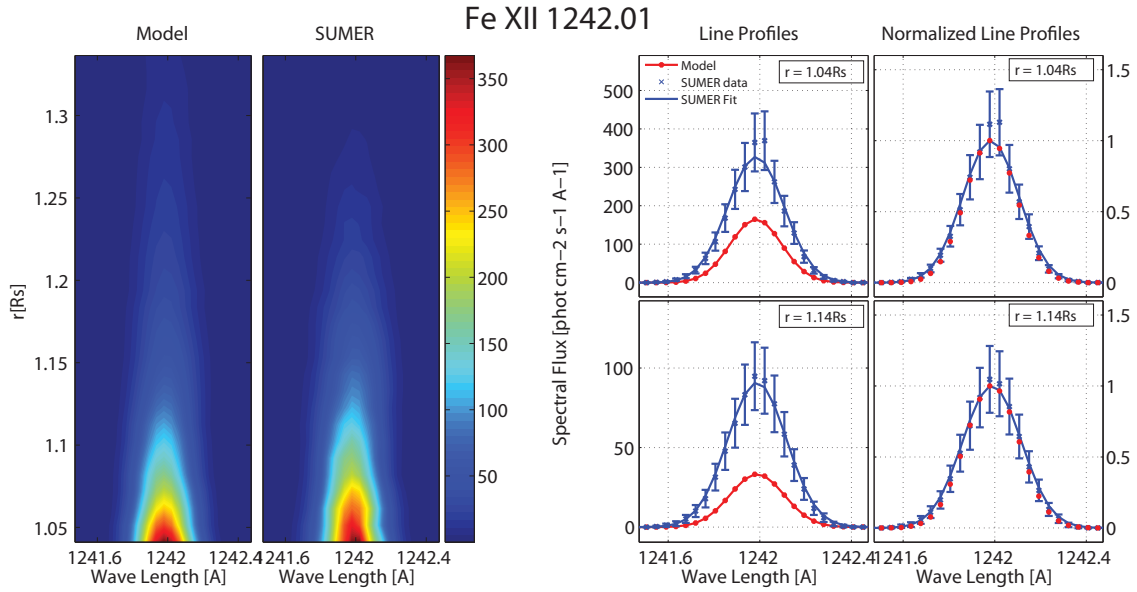 Fe XII 1242.01
Model
SUMER
Line Profiles
Normalized Line Profiles
r[Rs]
1.3
1.25
1.2
1.15
1.1
1.05
1241.6 1242 1242.4
Wave Length [A]
1241.6 1242 1242.4
Wave Length [A]
350
300
250
200
150
100
50
Spectral Flux [phot cm−2 s−1 A−1]
Model
SUMER data
SUMER Fit
r = 1.04Rs
500
400
300
200
100
0
r = 1.04Rs
1.5
1
0.5
0
r = 1.14Rs
100
50
0
1241.6 1242 1242.4
Wave Length [A]
r = 1.14Rs
1.5
1
0.5
0
1241.6 1242 1242.4
Wave Length [A]